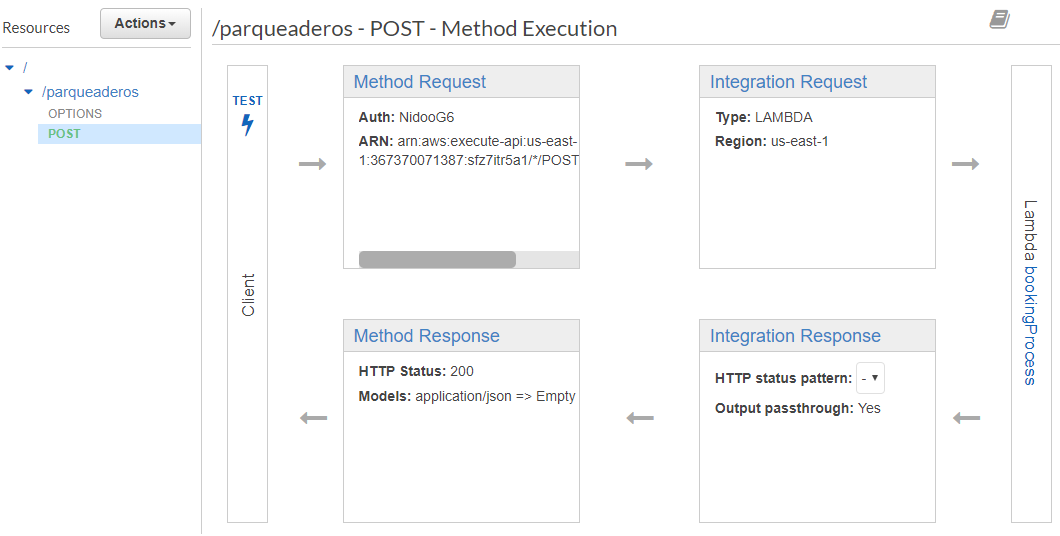 Resources
Actions
/parqueaderos - POST - Method Execution
/
/parqueaderos
OPTIONS
POST
TEST
Client
Method Request
Auth: NidooG6
ARN: arn:aws:execute-api:us-east-
1:367370071387:sfz7itr5a1/*/POST
Integration Request
Type: LAMBDA
Region: us-east-1
Lambda bookingProcess
Method Response
HTTP Status: 200
Models: application/json => Empty
Integration Response
HTTP status pattern: -
Output passthrough: Yes